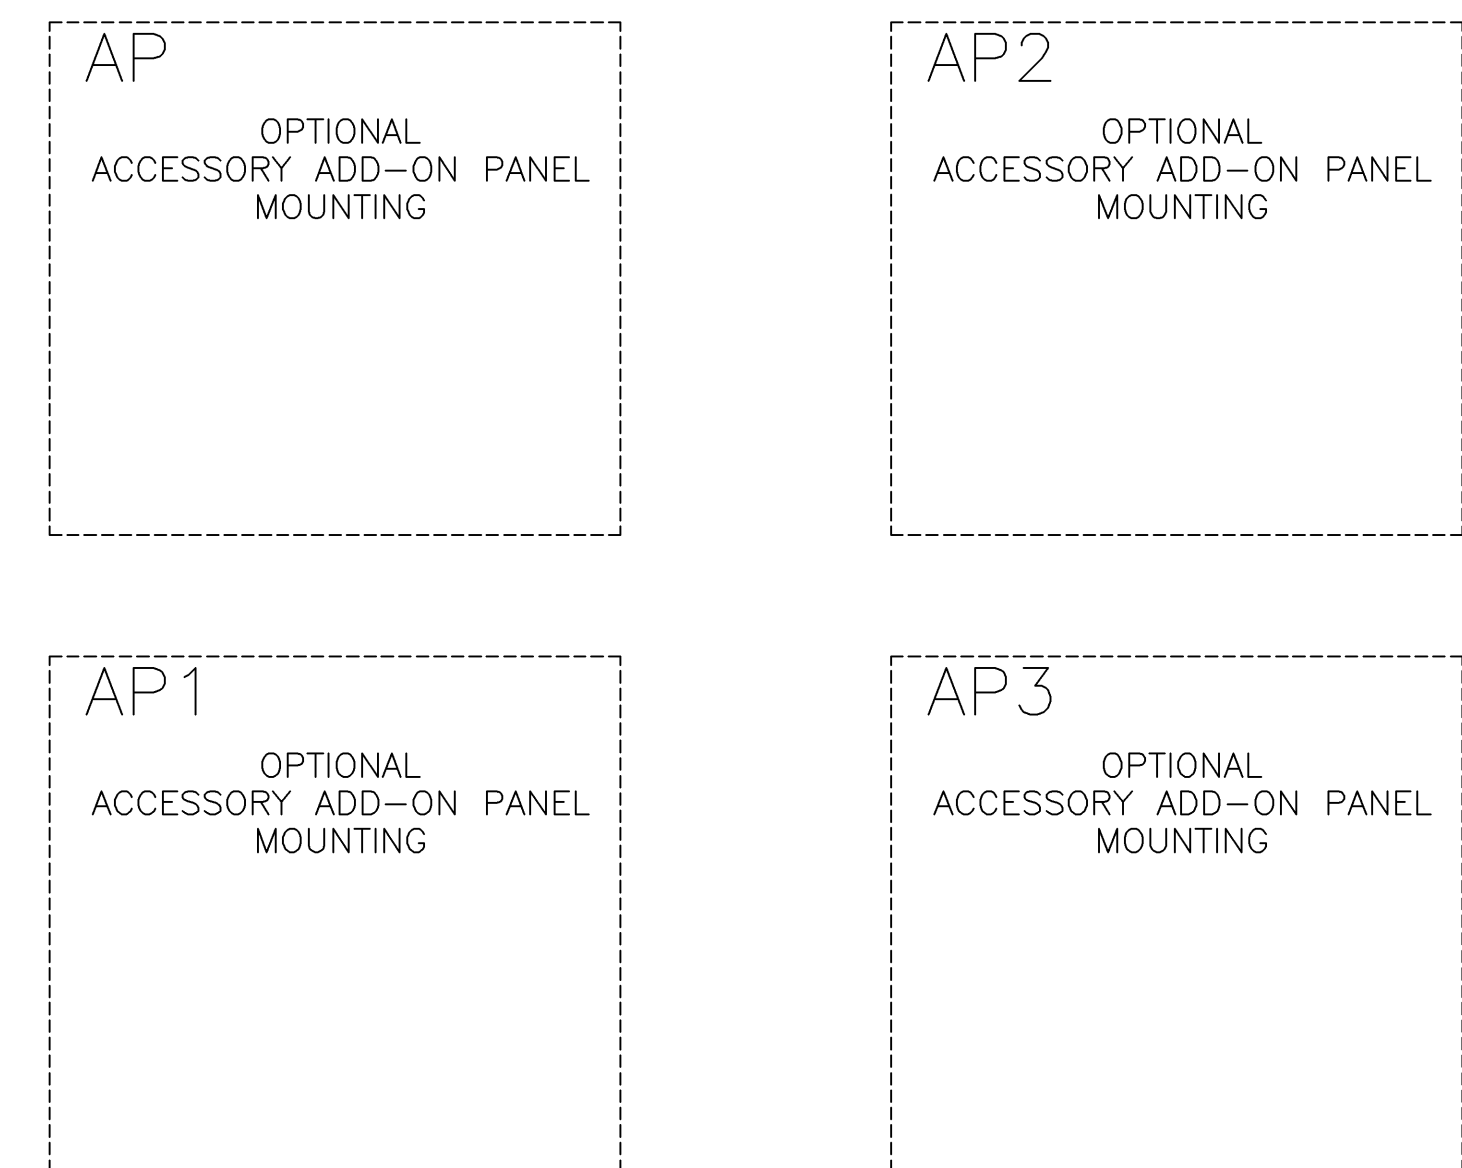 AP
OPTIONAL
ACCESSORY ADD-ON PANEL
MOUNTING
AP2
OPTIONAL
ACCESSORY ADD-ON PANEL
MOUNTING
AP1
OPTIONAL
ACCESSORY ADD-ON PANEL
MOUNTING
AP3
OPTIONAL
ACCESSORY ADD-ON PANEL
MOUNTING